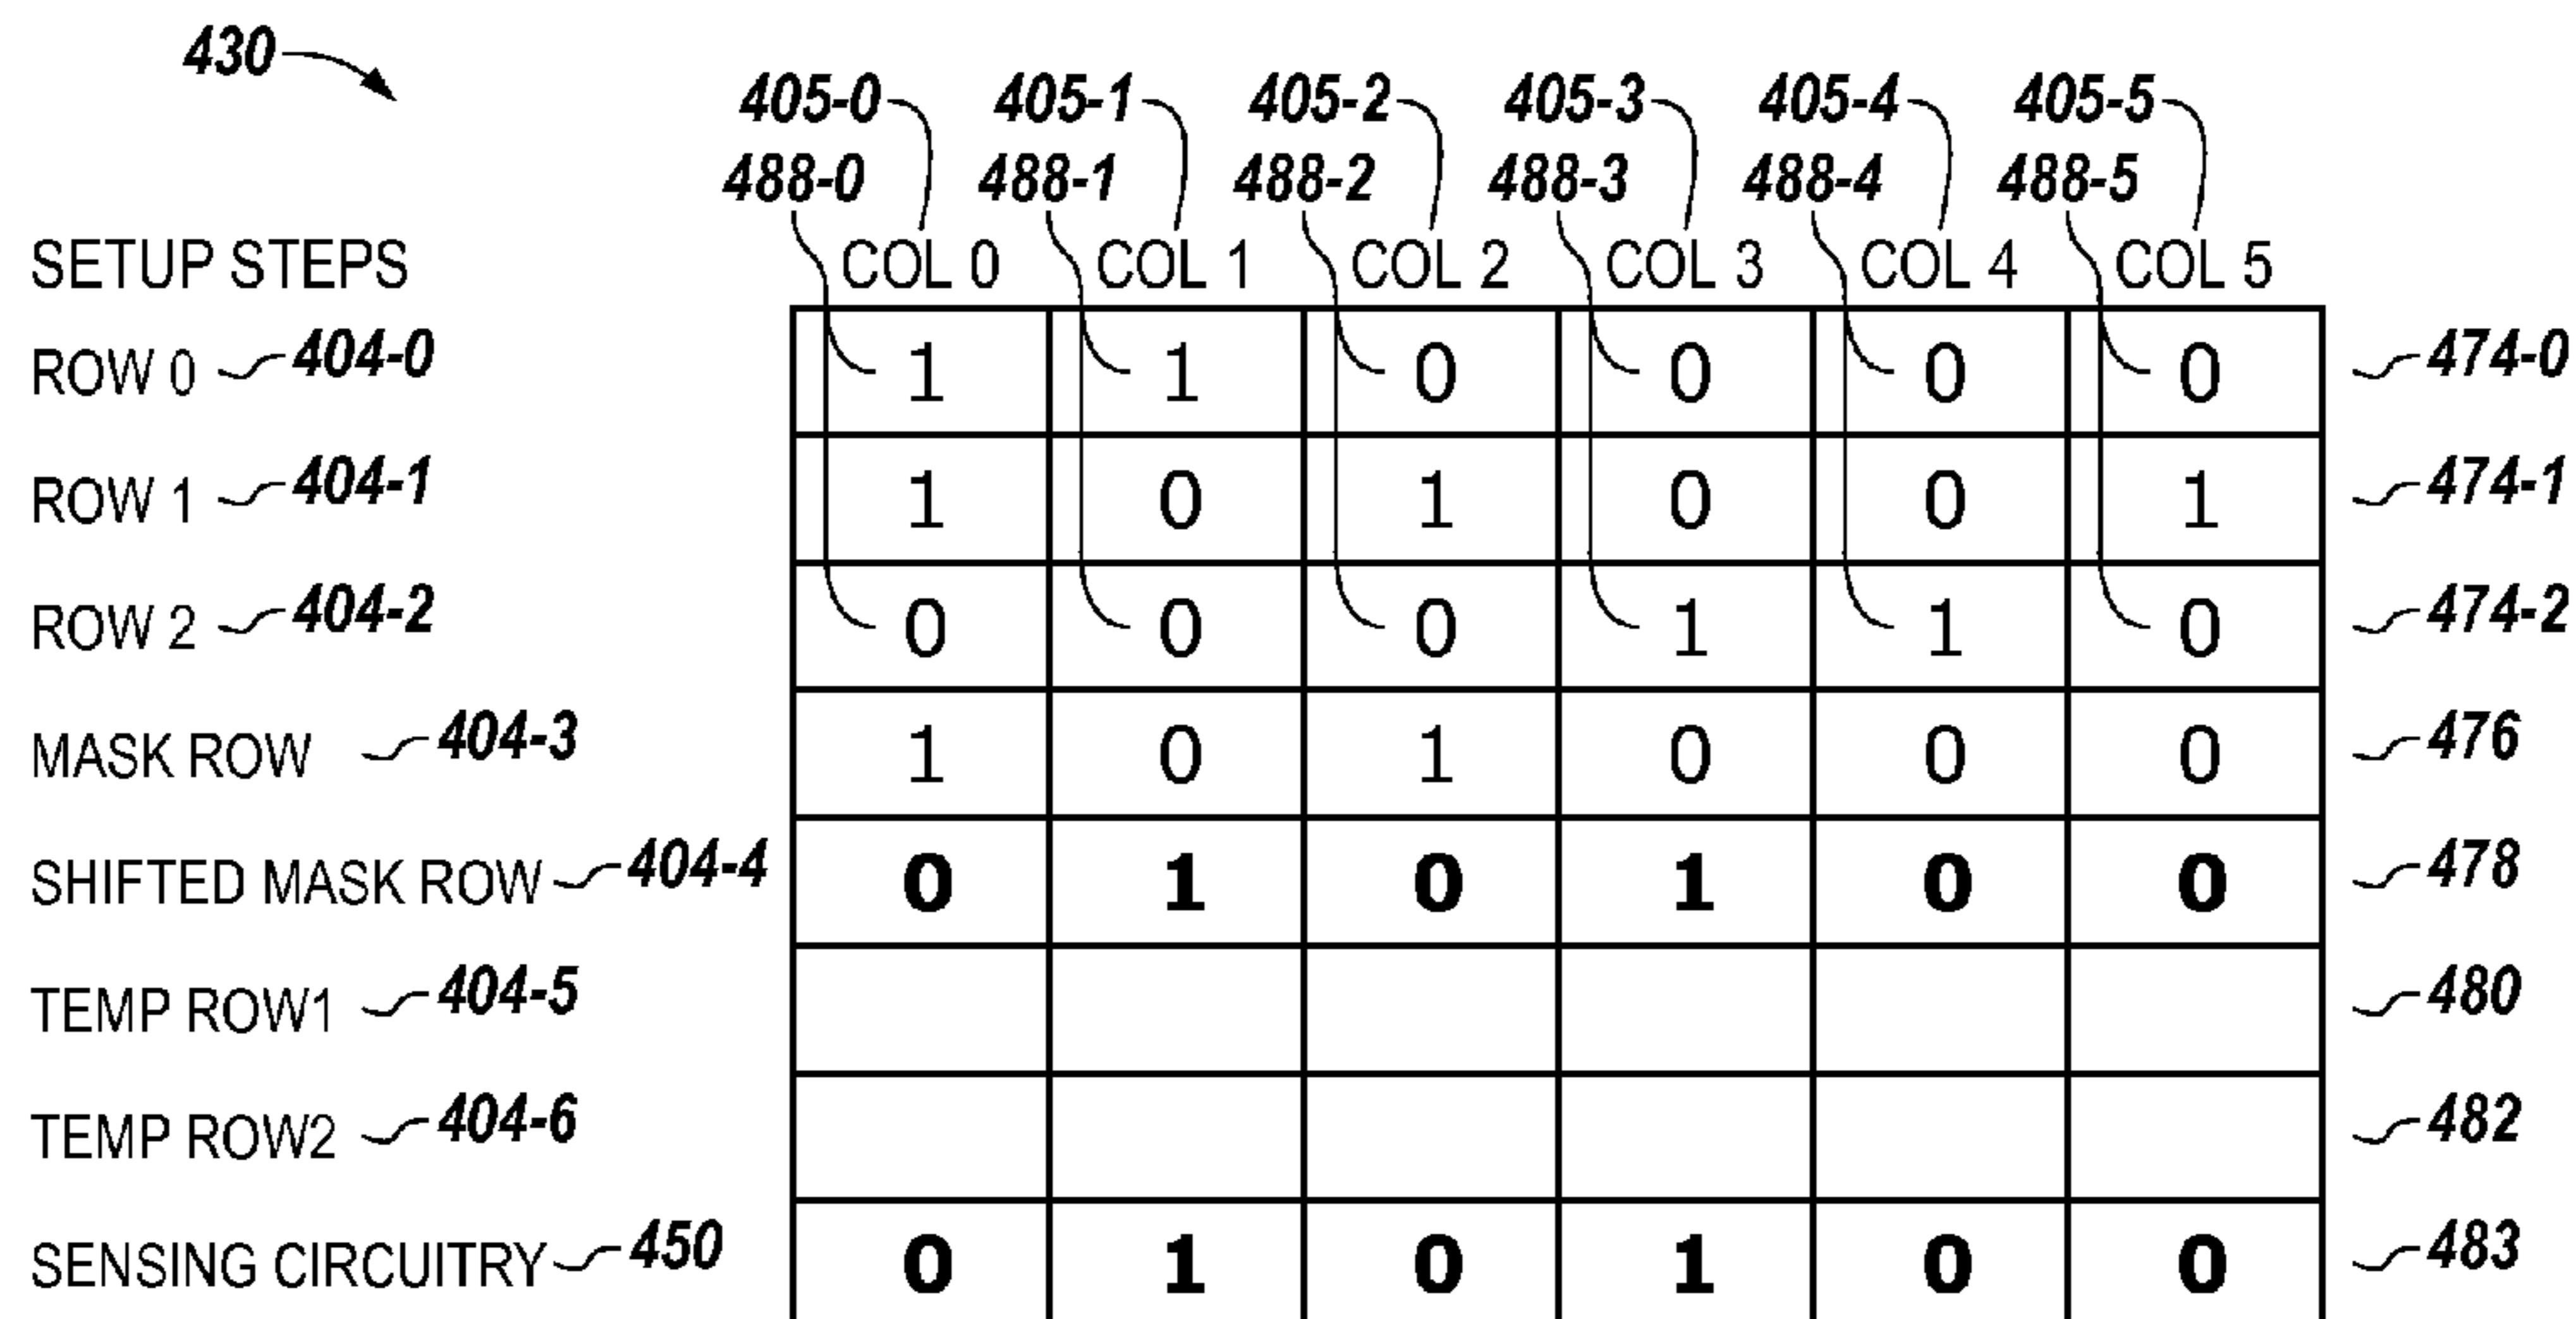 430
405-0 405-1 405-2 405-3 405-4 405-5
488-0 488-1 488-2 488-3 488-4 488-5
SETUP STEPS COL 0 COL 1 COL 2 COL 3 COL 4 COL 5
ROW 0 404-0 1 1 0 0 0 0 474-0
ROW 1 404-1 1 0 1 0 0 1 474-1
ROW 2 404-2 0 0 0 1 1 0 474-2
MASK ROW 404-3 1 0 1 0 0 0 476
SHIFTED MASK ROW 404-4 0 1 0 1 0 0 478
TEMP ROW1 404-5 480
TEMP ROW2 404-6 482
SENSING CIRCUITRY 450 0 1 0 1 0 0 483